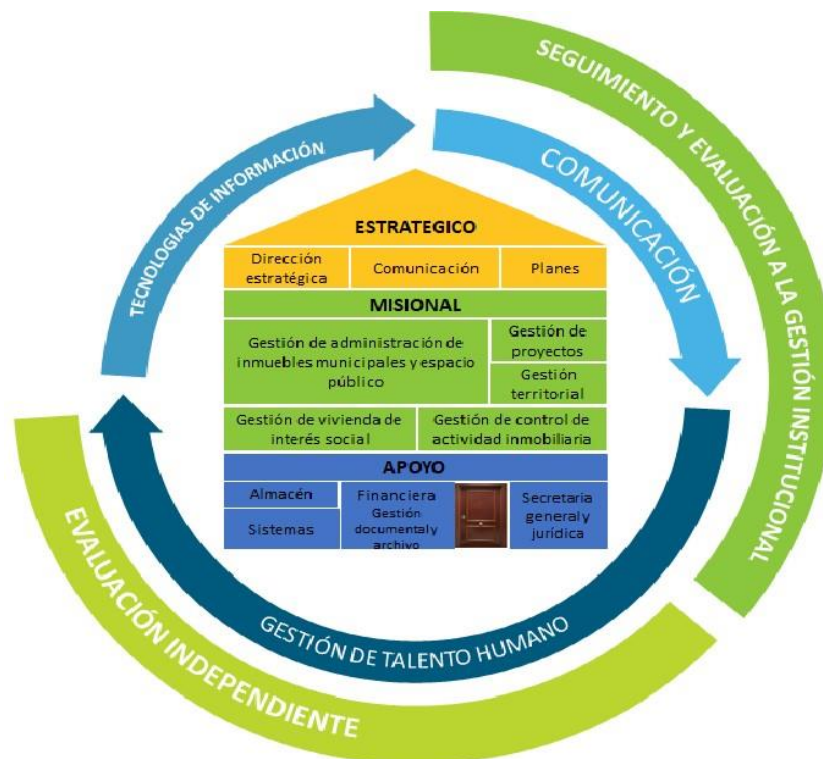 SEGUIMIENTO Y EVALUACIÓN A LA GESTIÓN INSTITUCIONAL
COMUNICACIÓN
TECNOLOGIAS DE INFORMACIÓN
ESTRATEGICO
Dirección
estratégica
Comunicación
Planes
MISIONAL
Gestión de administración de
inmuebles municipales y espacio
público
Gestión de
proyectos
Gestión
territorial
Gestión de vivienda de
interés social
Gestión de control de
actividad inmobiliaria
APOYO
Almacén
Sistemas
Financiera
Gestión
documental y
archivo
Secretaria
general y
jurídica
GESTIÓN DE TALENTO HUMANO
EVALUACIÓN INDEPENDIENTE